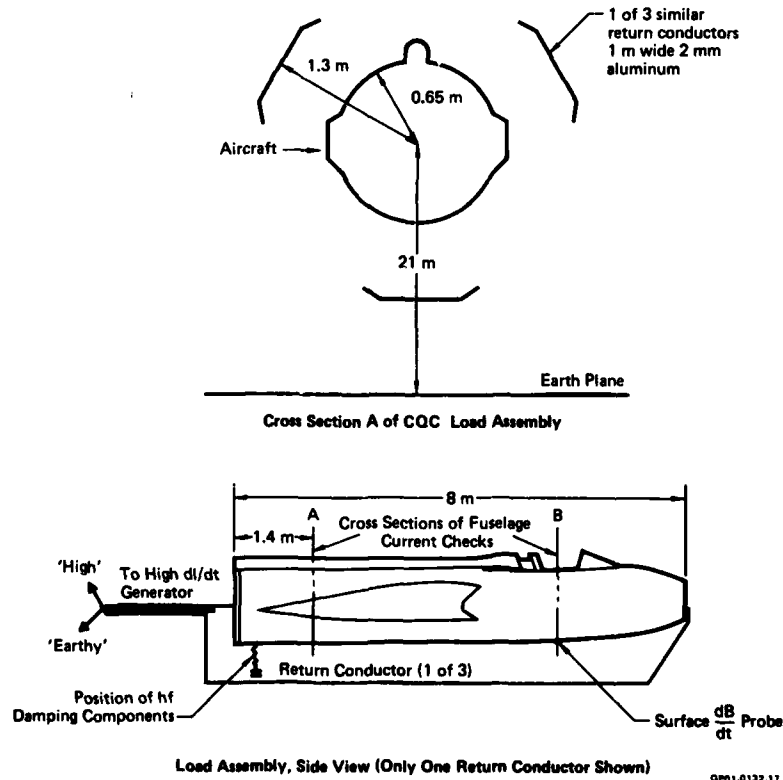 1 of 3 similar
return conductors
1 m wide 2 mm
aluminum
1.3 m
0.65 m
Aircraft
21 m
Earth Plane
Cross Section A of CQC Load Assembly
8 m
1.4 m
A
Cross Sections of Fuselage
Current Checks
B
'High'
To High dI/dt
Generator
'Earthy'
Return Conductor (1 of 3)
Position of hf
Damping Components
Surface dB/dt Probe
Load Assembly, Side View (Only One Return Conductor Shown)
GP01-0132-17